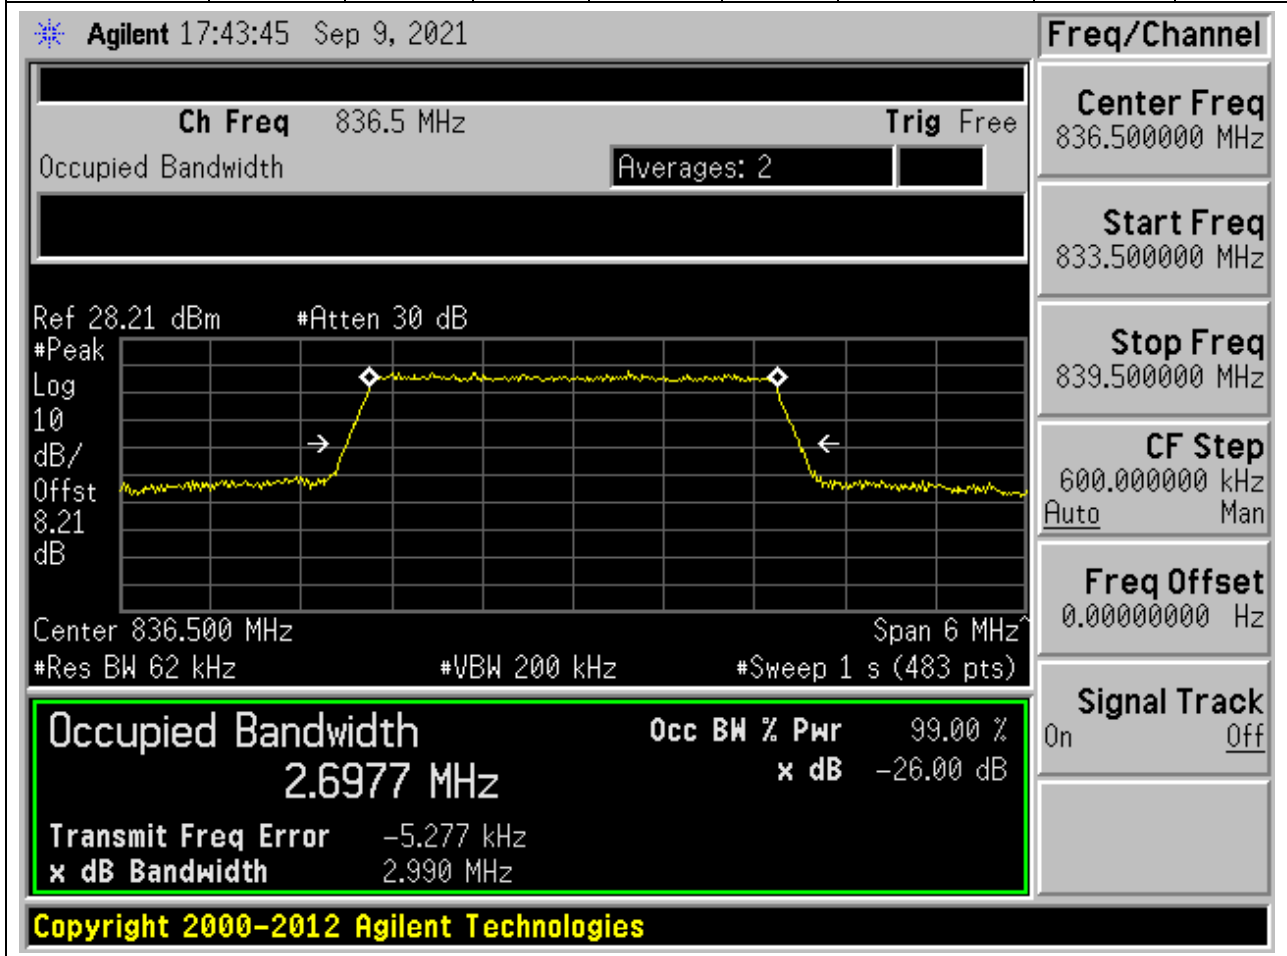 Agilent 17:43:45 Sep 9, 2021
Freq/Channel
Ch Freq 836.5 MHz Trig Free
Occupied Bandwidth Averages: 2
Center Freq
836.500000 MHz
Start Freq
833.500000 MHz
Stop Freq
839.500000 MHz
CF Step
600.000000 kHz
Auto Man
Freq Offset
0.00000000 Hz
Signal Track
On Off
Ref 28.21 dBm #Atten 30 dB
#Peak
Log
10
dB/
Offst
8.21
dB
Center 836.500 MHz Span 6 MHz^
#Res BW 62 kHz #VBW 200 kHz #Sweep 1 s (483 pts)
Occupied Bandwidth
2.6977 MHz
Occ BW % Pwr 99.00 %
x dB -26.00 dB
Transmit Freq Error -5.277 kHz
x dB Bandwidth 2.990 MHz
Copyright 2000-2012 Agilent Technologies